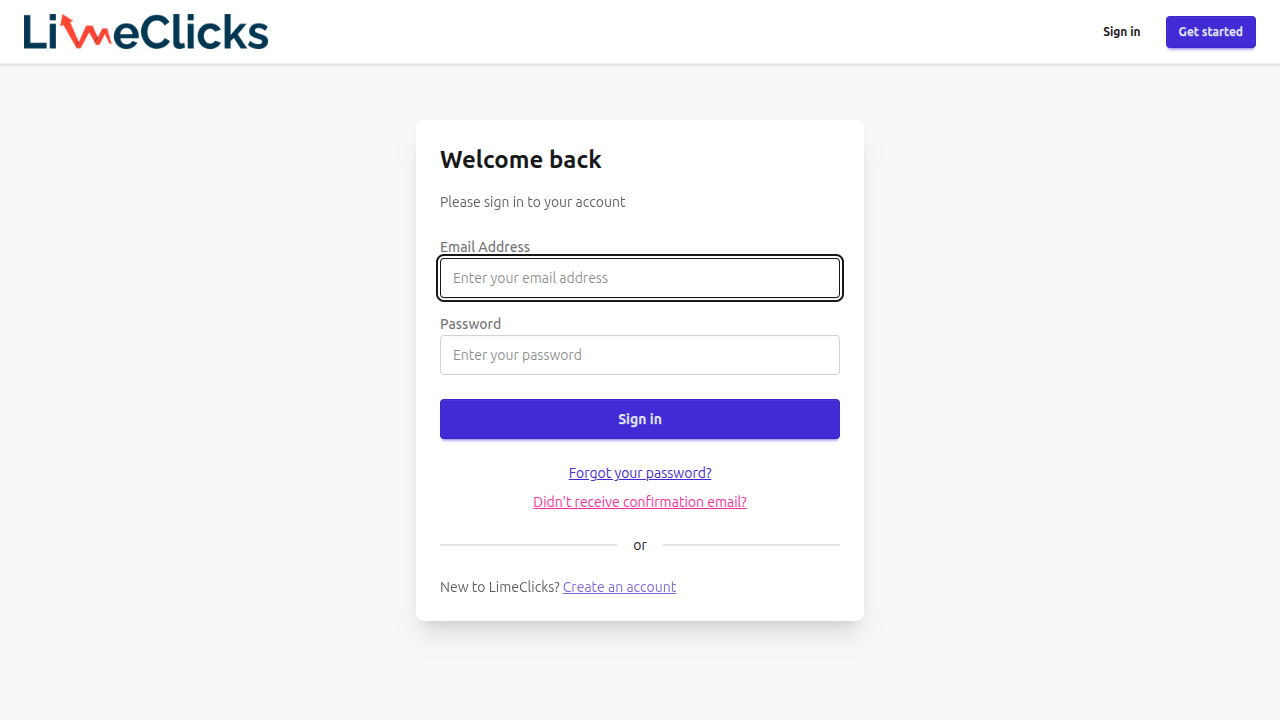 LimeClicks
Sign in
Get started
Welcome back
Please sign in to your account
Email Address
Enter your email address
Password
Enter your password
Sign in
Forgot your password?
Didn't receive confirmation email?
or
New to LimeClicks? Create an account